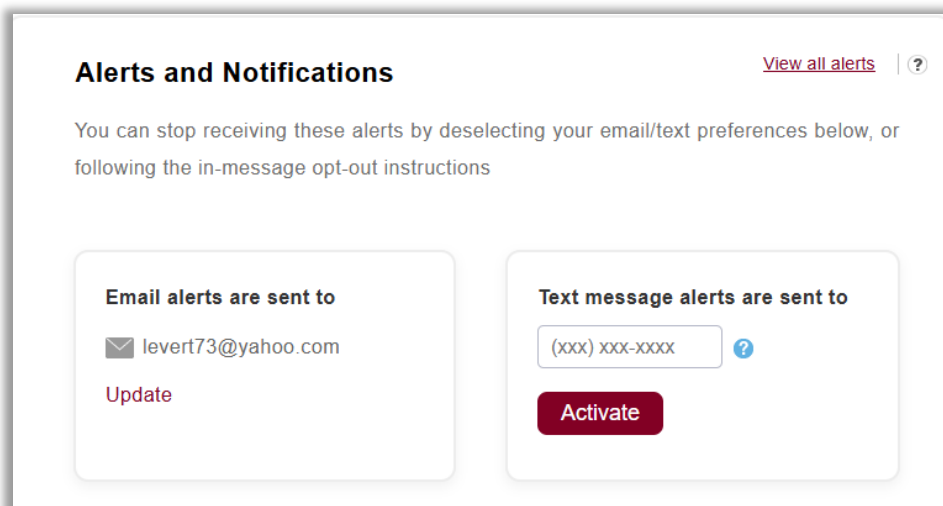 Alerts and Notifications
View all alerts
?
You can stop receiving these alerts by deselecting your email/text preferences below, or
following the in-message opt-out instructions
Email alerts are sent to
levert73@yahoo.com
Update
Text message alerts are sent to
(xxx) xxx-xxxx
?
Activate